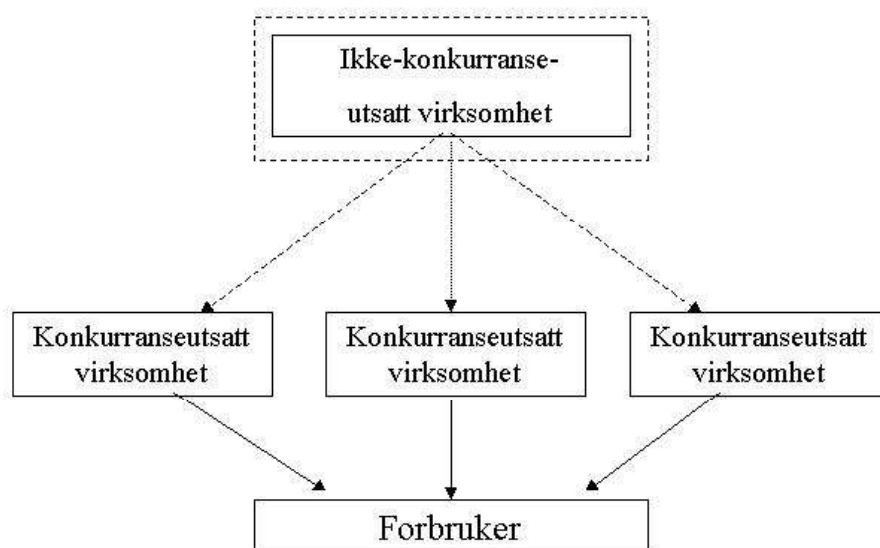 Ikke-konkurranse-
utsatt virksomhet
Konkurranseutsatt
virksomhet
Konkurranseutsatt
virksomhet
Konkurranseutsatt
virksomhet
Forbruker